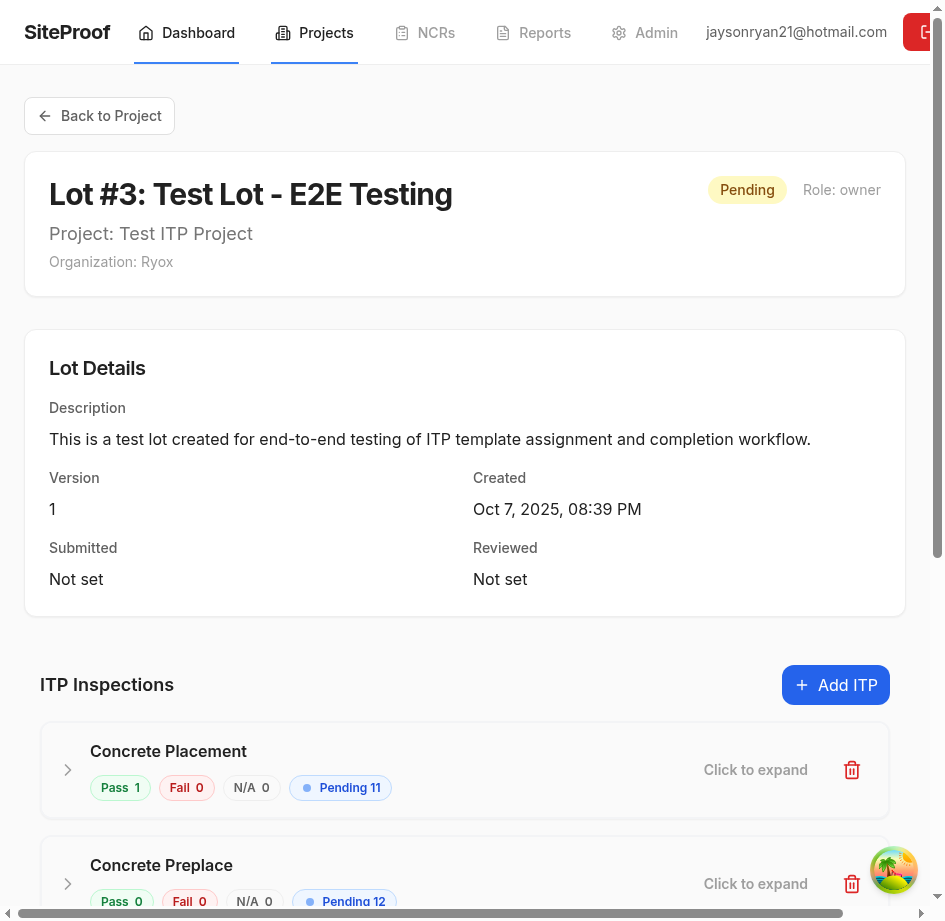 SiteProof Dashboard Projects NCRs Reports Admin jaysonryan21@hotmail.com
Back to Project
Lot #3: Test Lot - E2E Testing Pending Role: owner
Project: Test ITP Project
Organization: Ryox
Lot Details
Description
This is a test lot created for end-to-end testing of ITP template assignment and completion workflow.
Version Created
1 Oct 7, 2025, 08:39 PM
Submitted Reviewed
Not set Not set
ITP Inspections Add ITP
Concrete Placement
Pass 1 Fail 0 N/A 0 Pending 11 Click to expand
Concrete Preplace
Pass 0 Fail 0 N/A 0 Pending 12 Click to expand